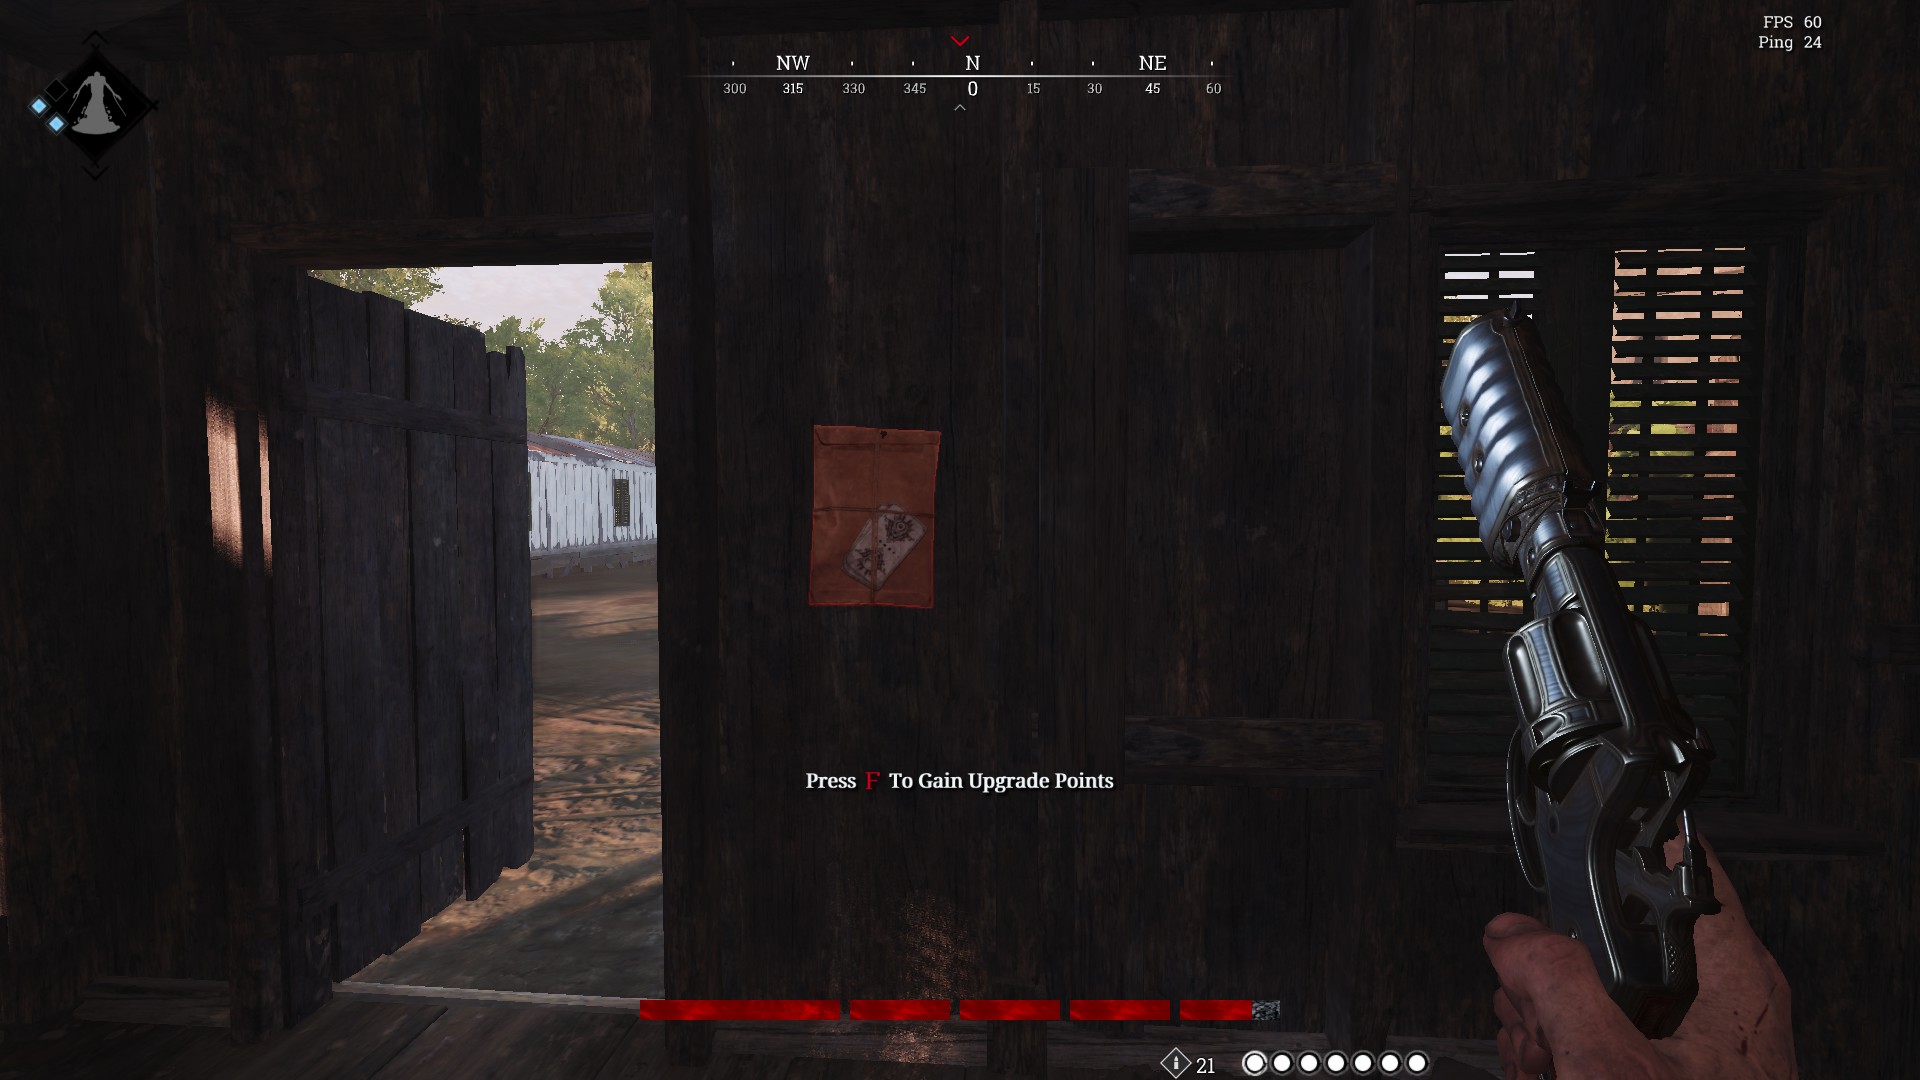 FPS 60
Ping 24
NW N NE
300 315 330 345 0 15 30 45 60
Press F To Gain Upgrade Points
21